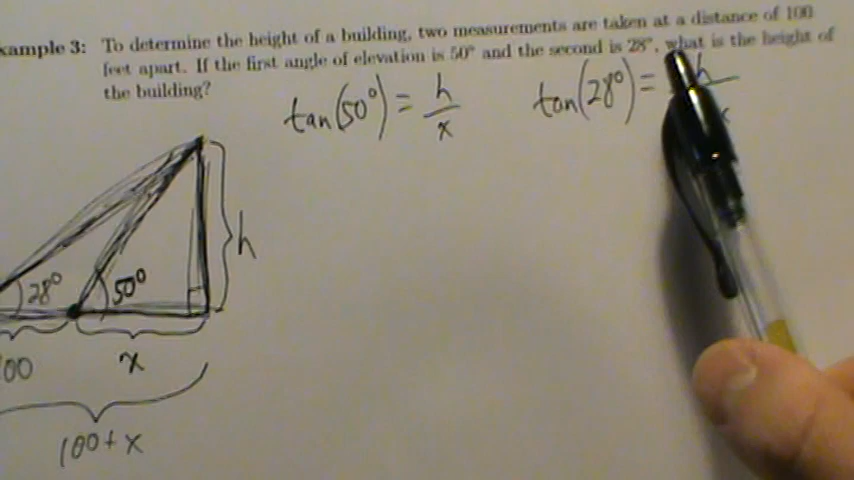 xample 3: To determine the height of a building, two measurements are taken at a distance of 100
feet apart. If the first angle of elevation is 50° and the second is 28°, what is the height of
the building?
tan(50°) = h/x tan(28°) = h
h
28° 50°
00 x
100 + x